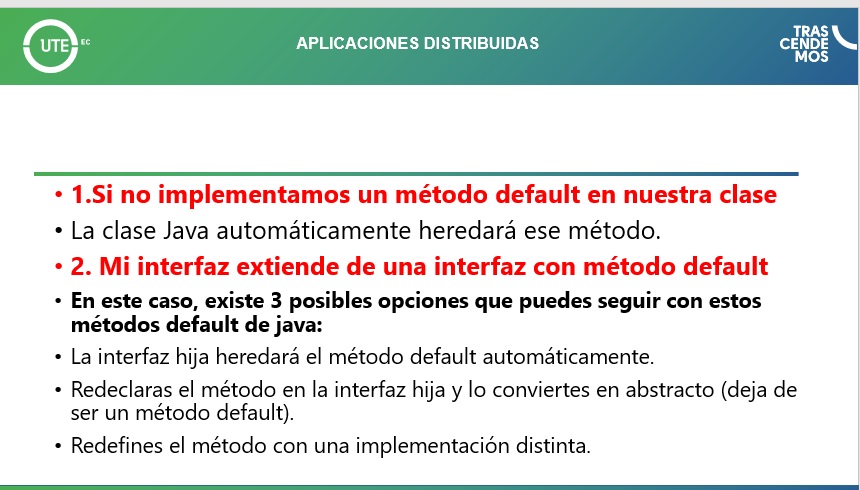 UTE EC
APLICACIONES DISTRIBUIDAS
TRAS
CENDE
MOS
• 1.Si no implementamos un método default en nuestra clase
• La clase Java automáticamente heredará ese método.
• 2. Mi interfaz extiende de una interfaz con método default
• En este caso, existe 3 posibles opciones que puedes seguir con estos
métodos default de java:
• La interfaz hija heredará el método default automáticamente.
• Redeclaras el método en la interfaz hija y lo conviertes en abstracto (deja de
ser un método default).
• Redefines el método con una implementación distinta.